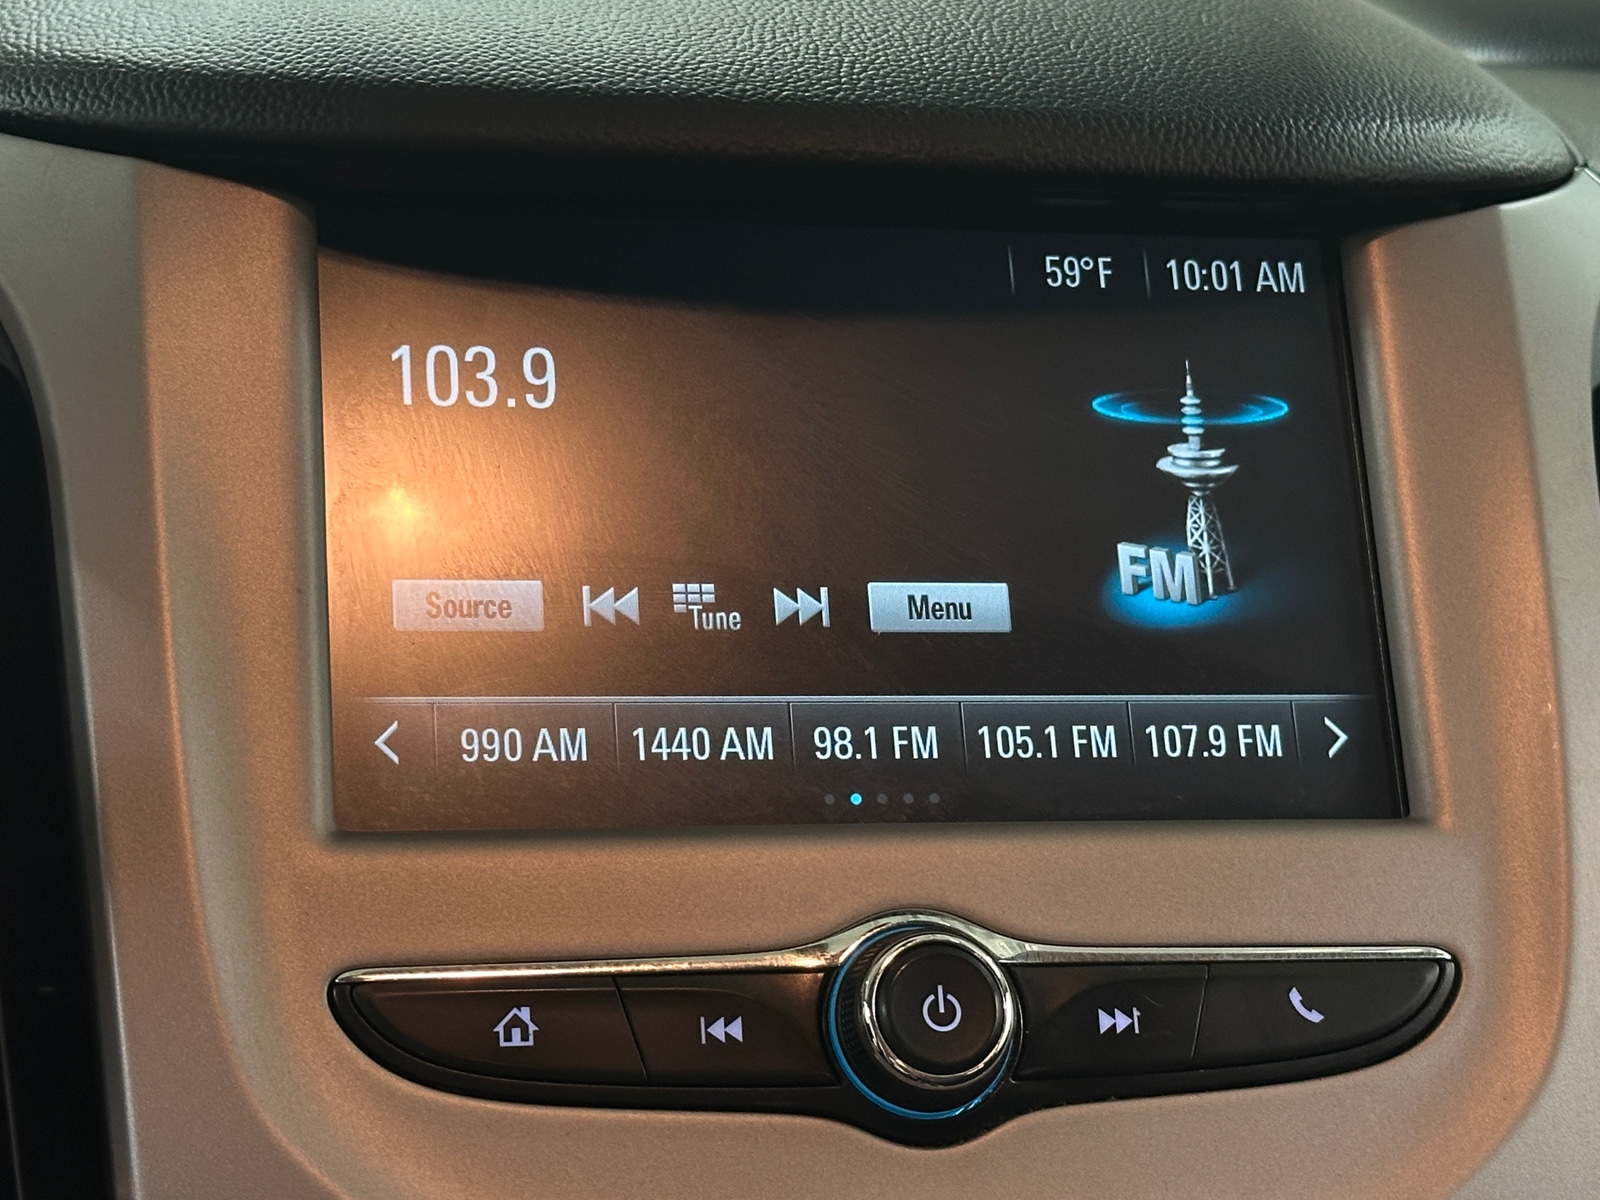 59°F 10:01 AM
103.9
FM
Source Tune Menu
990 AM 1440 AM 98.1 FM 105.1 FM 107.9 FM